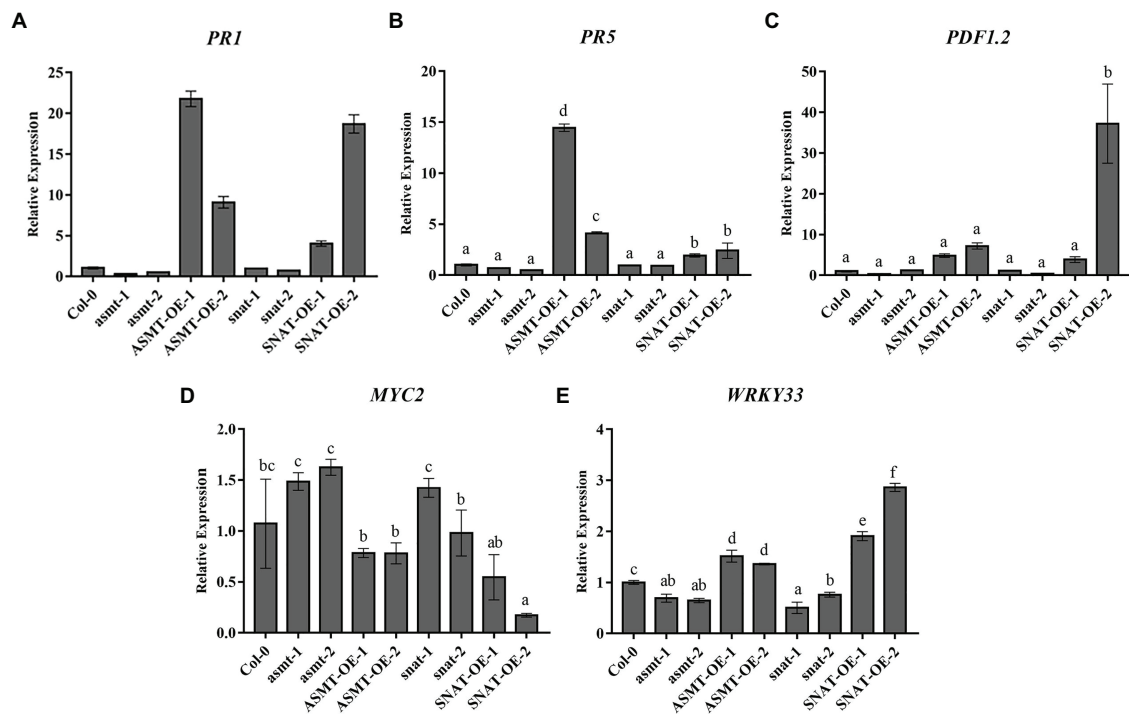 A
PR1
Relative Expression
25
20
15
10
5
0
Col-0
asmt-1
asmt-2
ASMT-OE-1
ASMT-OE-2
snat-1
snat-2
SNAT-OE-1
SNAT-OE-2
B
PR5
Relative Expression
20
15
10
5
0
a
a
a
d
c
a
a
b
b
Col.0
asmt-1
asmt-2
ASMT-OE-1
ASMT-OE-2
snat-1
snat-2
SNAT-OE-1
SNAT-OE-2
C
PDF1.2
Relative Expression
50
40
30
20
10
0
a
a
a
a
a
a
a
a
b
Col-0
asmt-1
asmt-2
ASMT-OE-1
ASMT-OE-2
snat-1
snat-2
SNAT-OE-1
SNAT-OE-2
D
MYC2
Relative Expression
2.0
1.5
1.0
0.5
0.0
bc
c
c
b
b
c
b
ab
a
Col-0
asmt-1
asmt-2
ASMT-OE-1
ASMT-OE-2
snat-1
snat-2
SNAT-OE-1
SNAT-OE-2
E
WRKY33
Relative Expression
4
3
2
1
0
c
ab
ab
d
d
a
b
e
f
Col-0
asmt-1
asmt-2
ASMT-OE-1
ASMT-OE-2
snat-1
snat-2
SNAT-OE-1
SNAT-OE-2